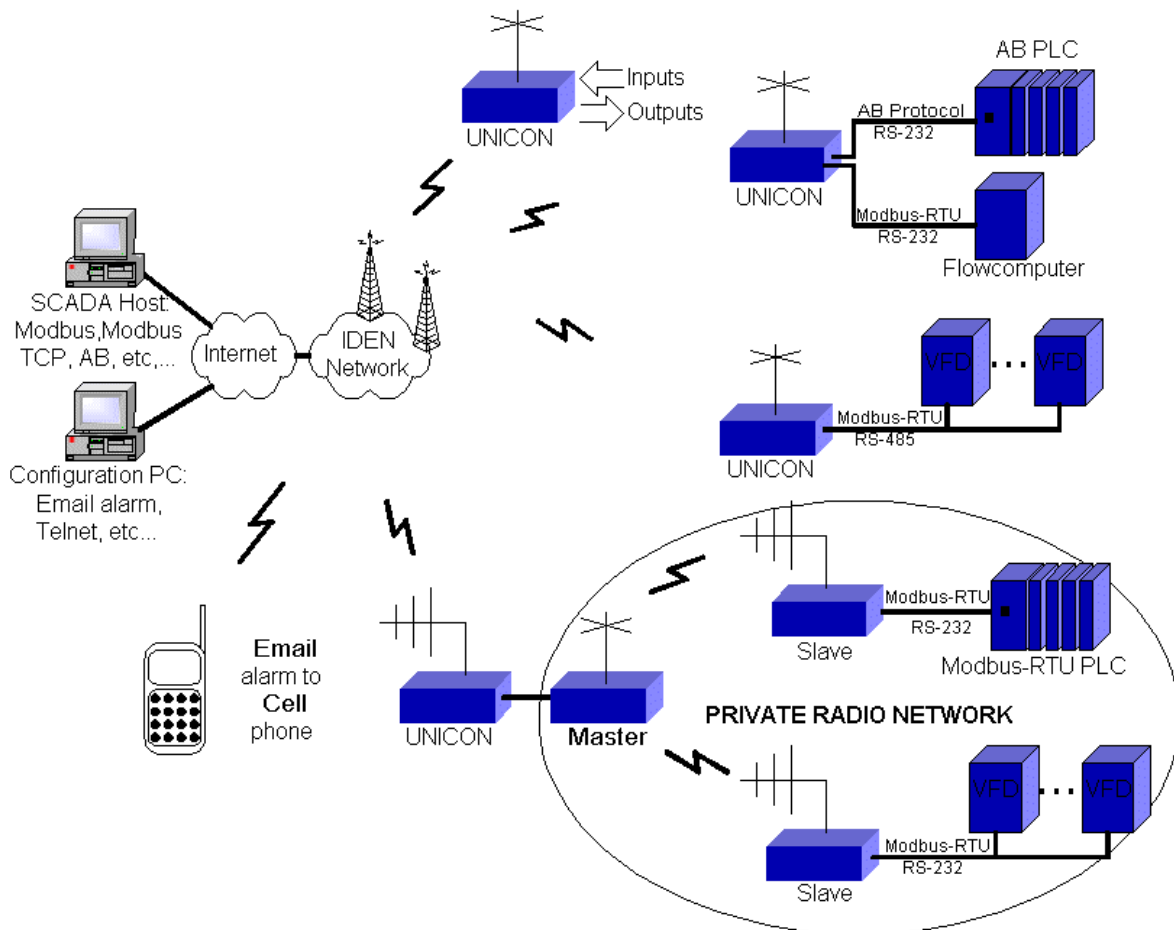 AB PLC
Inputs
Outputs
UNICON
AB Protocol
RS-232
UNICON
Modbus-RTU
RS-232
Flowcomputer
SCADA Host:
Modbus,Modbus
TCP, AB, etc,...
Internet
IDEN
Network
VFD
VFD
Modbus-RTU
RS-485
UNICON
Configuration PC:
Email alarm,
Telnet, etc...
Modbus-RTU
RS-232
Slave
Modbus-RTU PLC
Email
alarm to
Cell
phone
UNICON
Master
PRIVATE RADIO NETWORK
VFD
VFD
Modbus-RTU
RS-232
Slave